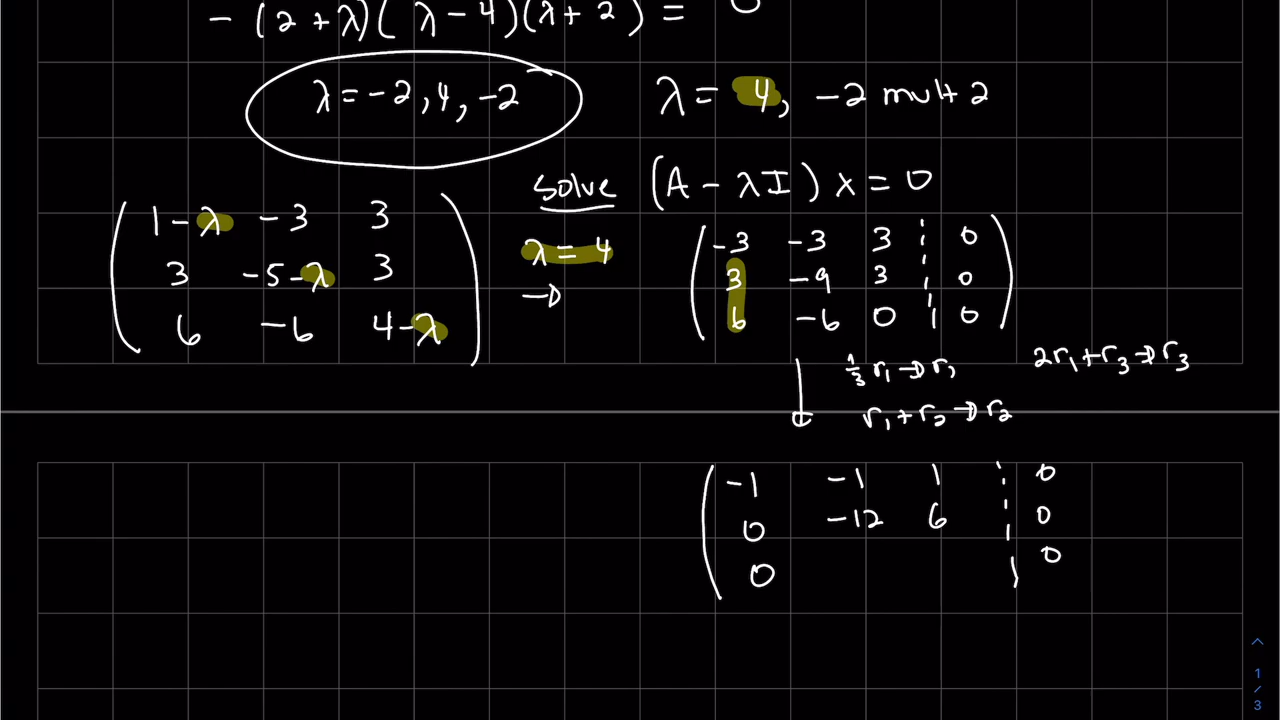 - (2 + λ)( λ - 4)(λ + 2) = 0
λ = -2, 4, -2
λ = 4, -2 mult 2
solve (A - λI) x = 0
1-λ -3 3
3 -5-λ 3
6 -6 4-λ
λ = 4
→
-3 -3 3 | 0
3 -9 3 | 0
6 -6 0 | 0
1/3 r₁ → r₁ 2r₁ + r₃ → r₃
r₁ + r₂ → r₂
-1 -1 1 | 0
0 -12 6 | 0
0 | 0
1
/
3